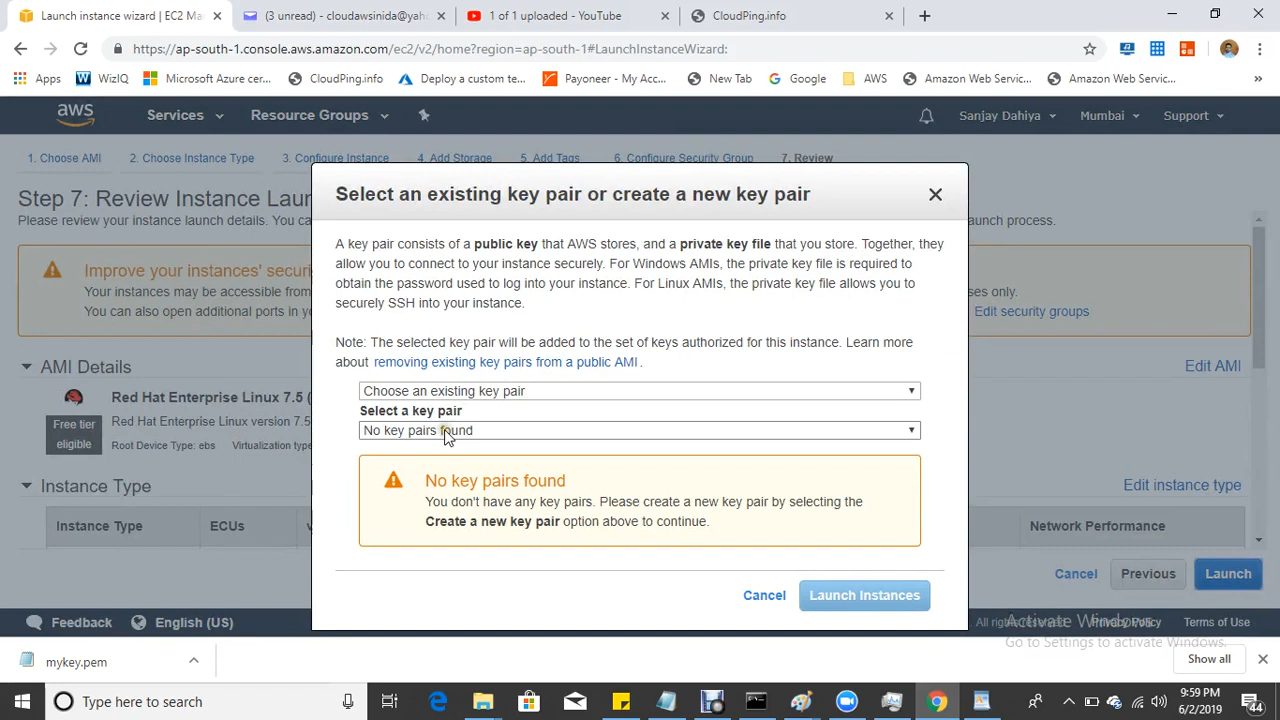 Launch instance wizard | EC2 Mar
(3 unread) - cloudawsinida@yaho
1 of 1 uploaded - YouTube
CloudPing.info
https://ap-south-1.console.aws.amazon.com/ec2/v2/home?region=ap-south-1#LaunchInstanceWizard:
Apps
WizIQ
Microsoft Azure cer...
CloudPing.info
Deploy a custom te...
Payoneer - My Acc...
New Tab
Google
AWS
Amazon Web Servic...
Amazon Web Servic...
»
aws
Services
Resource Groups
Sanjay Dahiya
Mumbai
Support
1. Choose AMI
2. Choose Instance Type
3. Configure Instance
4. Add Storage
5. Add Tags
6. Configure Security Group
7. Review
Step 7: Review Instance Laun
Please review your instance launch details. You ca
aunch process.
Improve your instances' securi
Your instances may be accessible from
ses only.
You can also open additional ports in yo
Edit security groups
AMI Details
Edit AMI
Red Hat Enterprise Linux 7.5 (
Free tier
eligible
Red Hat Enterprise Linux version 7.5
Root Device Type: ebs
Virtualization type
Instance Type
Edit instance type
Instance Type
ECUs
v
Network Performance
Select an existing key pair or create a new key pair
A key pair consists of a public key that AWS stores, and a private key file that you store. Together, they
allow you to connect to your instance securely. For Windows AMIs, the private key file is required to
obtain the password used to log into your instance. For Linux AMIs, the private key file allows you to
securely SSH into your instance.
Note: The selected key pair will be added to the set of keys authorized for this instance. Learn more
about removing existing key pairs from a public AMI.
Choose an existing key pair
Select a key pair
No key pairs found
No key pairs found
You don't have any key pairs. Please create a new key pair by selecting the
Create a new key pair option above to continue.
Cancel
Launch Instances
Cancel
Previous
Launch
Feedback
English (US)
All rights reserved.
Privacy Policy
Terms of Use
Activate Windows
Go to Settings to activate Windows.
mykey.pem
Show all
Type here to search
9:59 PM
6/2/2019
44